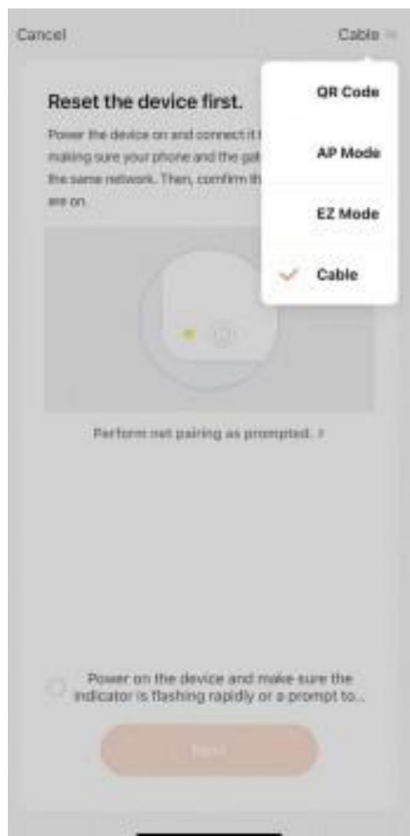 Cancel
Cable
QR Code
AP Mode
EZ Mode
Cable
Reset the device first.
Power the device on and connect it
making sure your phone and the
the same network. Then, comfirm
are on.
Perform net pairing as prompted. >
Power on the device and make sure the
indicator is flashing rapidly or a prompt to...
Next